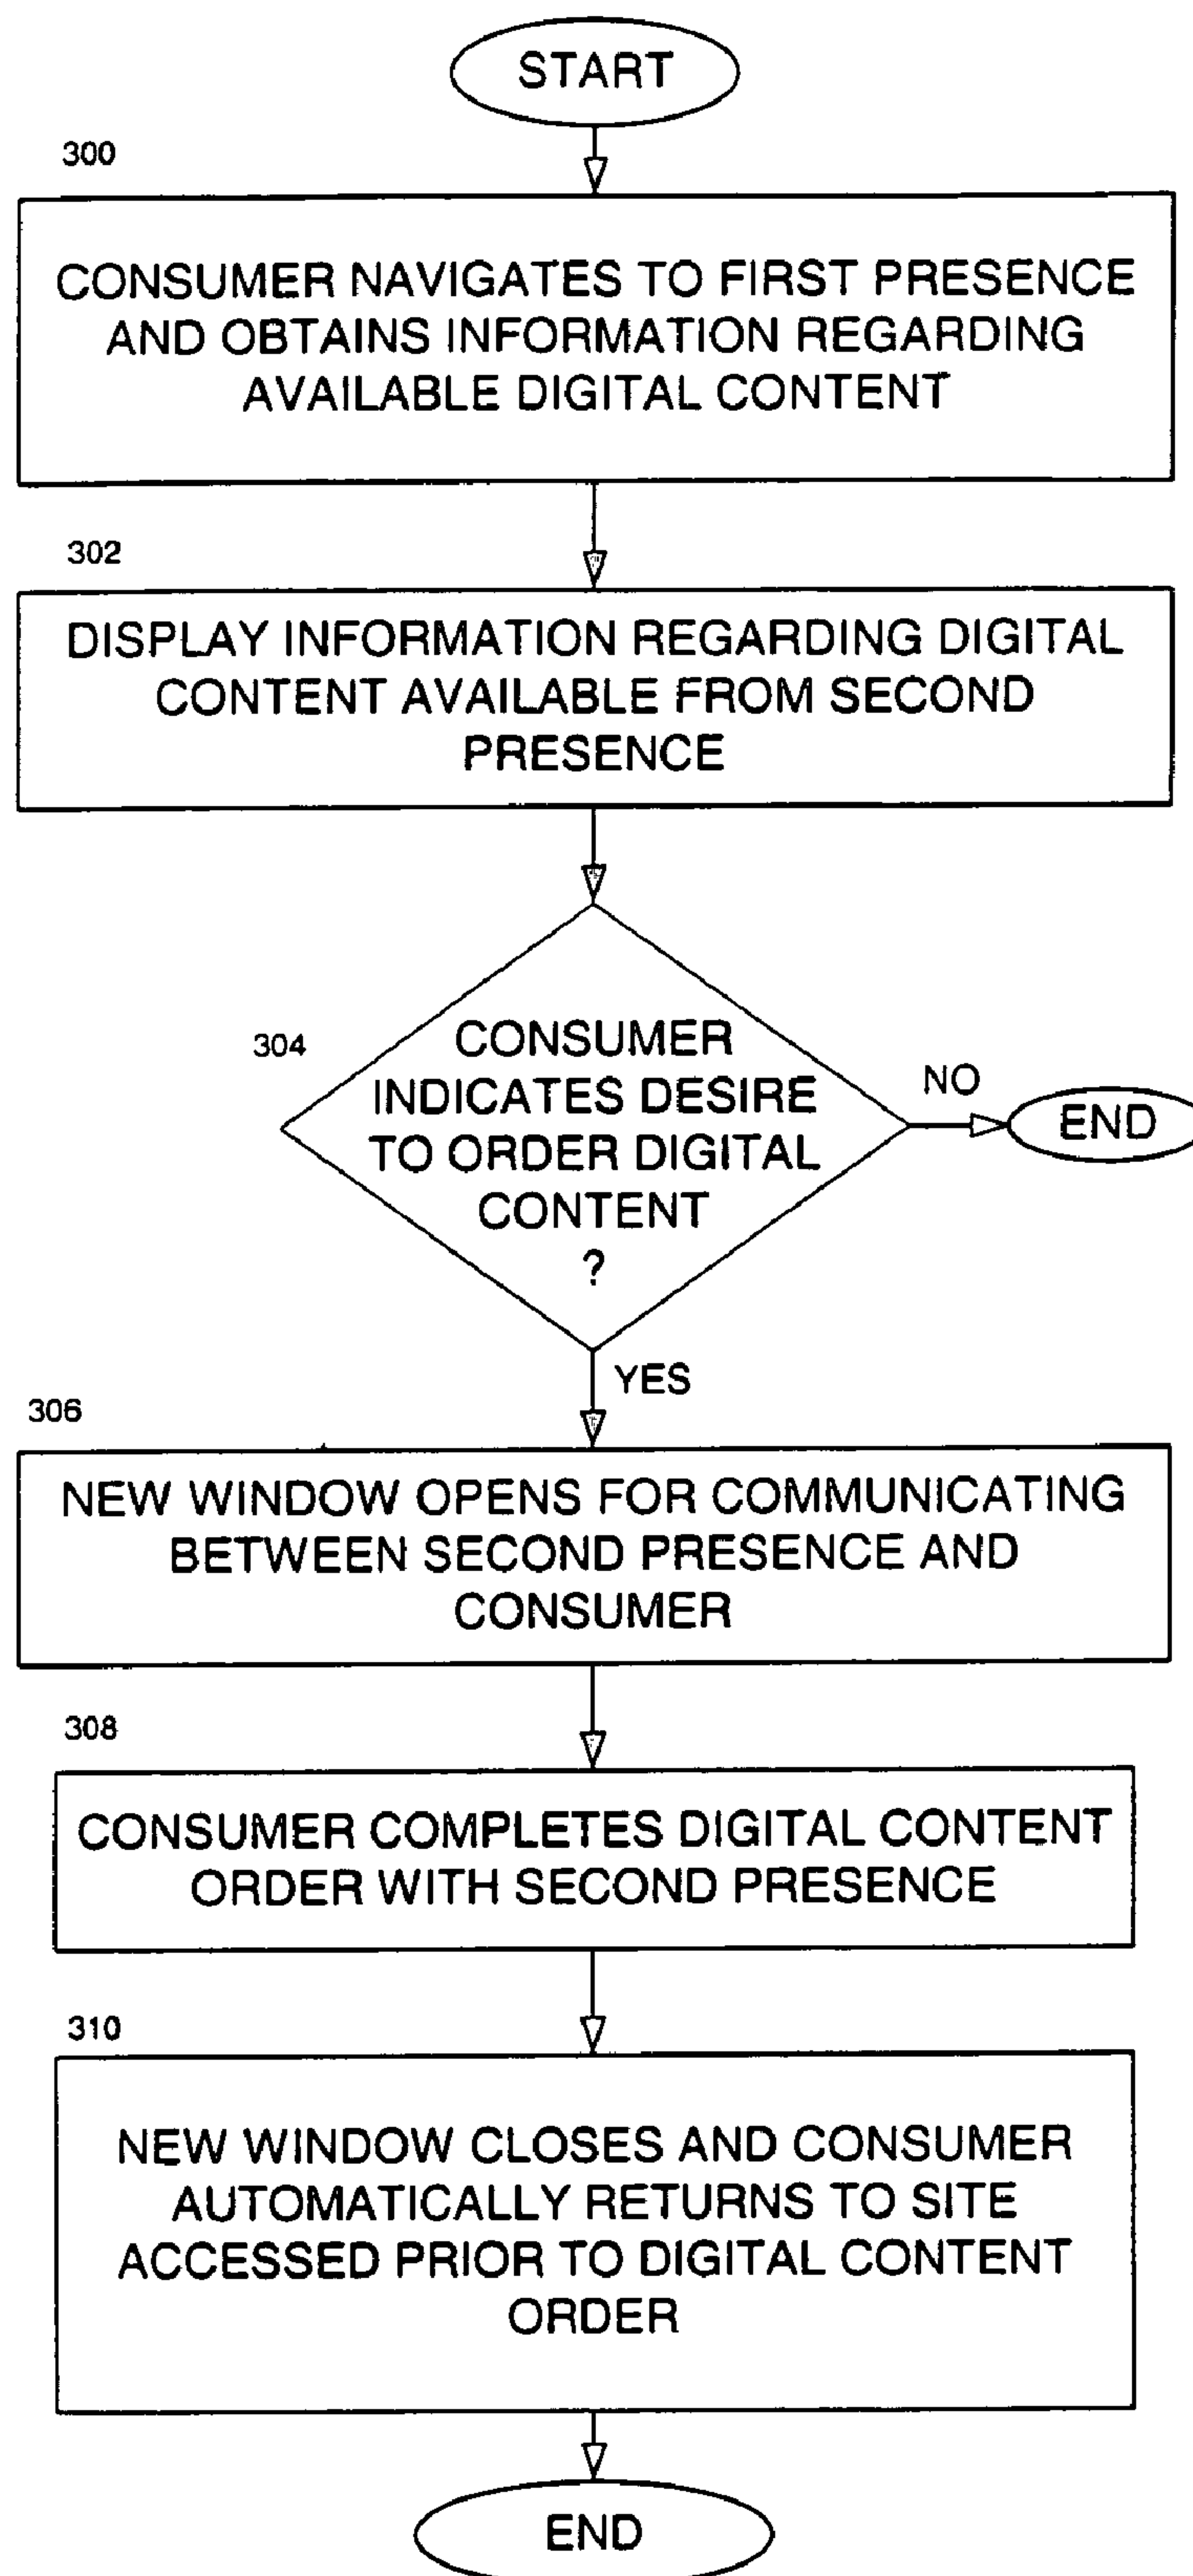 START
300
CONSUMER NAVIGATES TO FIRST PRESENCE
AND OBTAINS INFORMATION REGARDING
AVAILABLE DIGITAL CONTENT
302
DISPLAY INFORMATION REGARDING DIGITAL
CONTENT AVAILABLE FROM SECOND
PRESENCE
304
CONSUMER
INDICATES DESIRE
TO ORDER DIGITAL
CONTENT
?
NO
END
YES
306
NEW WINDOW OPENS FOR COMMUNICATING
BETWEEN SECOND PRESENCE AND
CONSUMER
308
CONSUMER COMPLETES DIGITAL CONTENT
ORDER WITH SECOND PRESENCE
310
NEW WINDOW CLOSES AND CONSUMER
AUTOMATICALLY RETURNS TO SITE
ACCESSED PRIOR TO DIGITAL CONTENT
ORDER
END